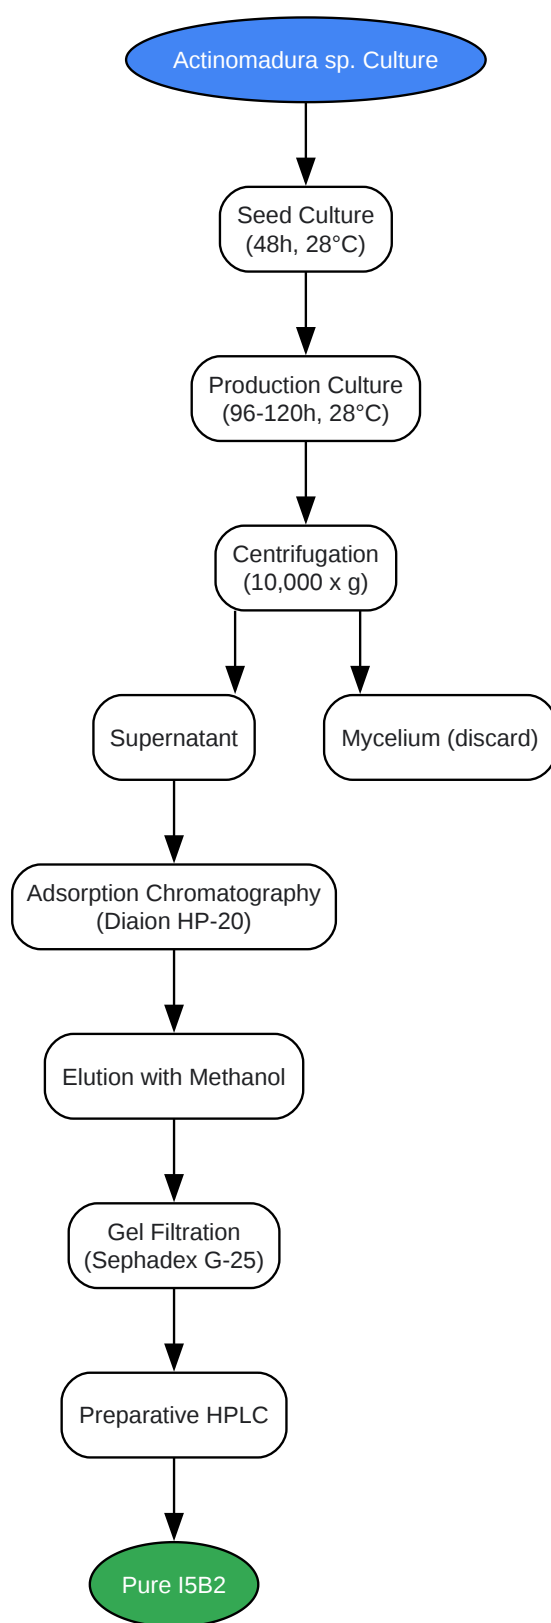 Actinomadura sp. Culture
Seed Culture
(48h, 28°C)
Production Culture
(96-120h, 28°C)
Centrifugation
(10,000 x g)
Supernatant
Mycelium (discard)
Adsorption Chromatography
(Diaion HP-20)
Elution with Methanol
Gel Filtration
(Sephadex G-25)
Preparative HPLC
Pure I5B2